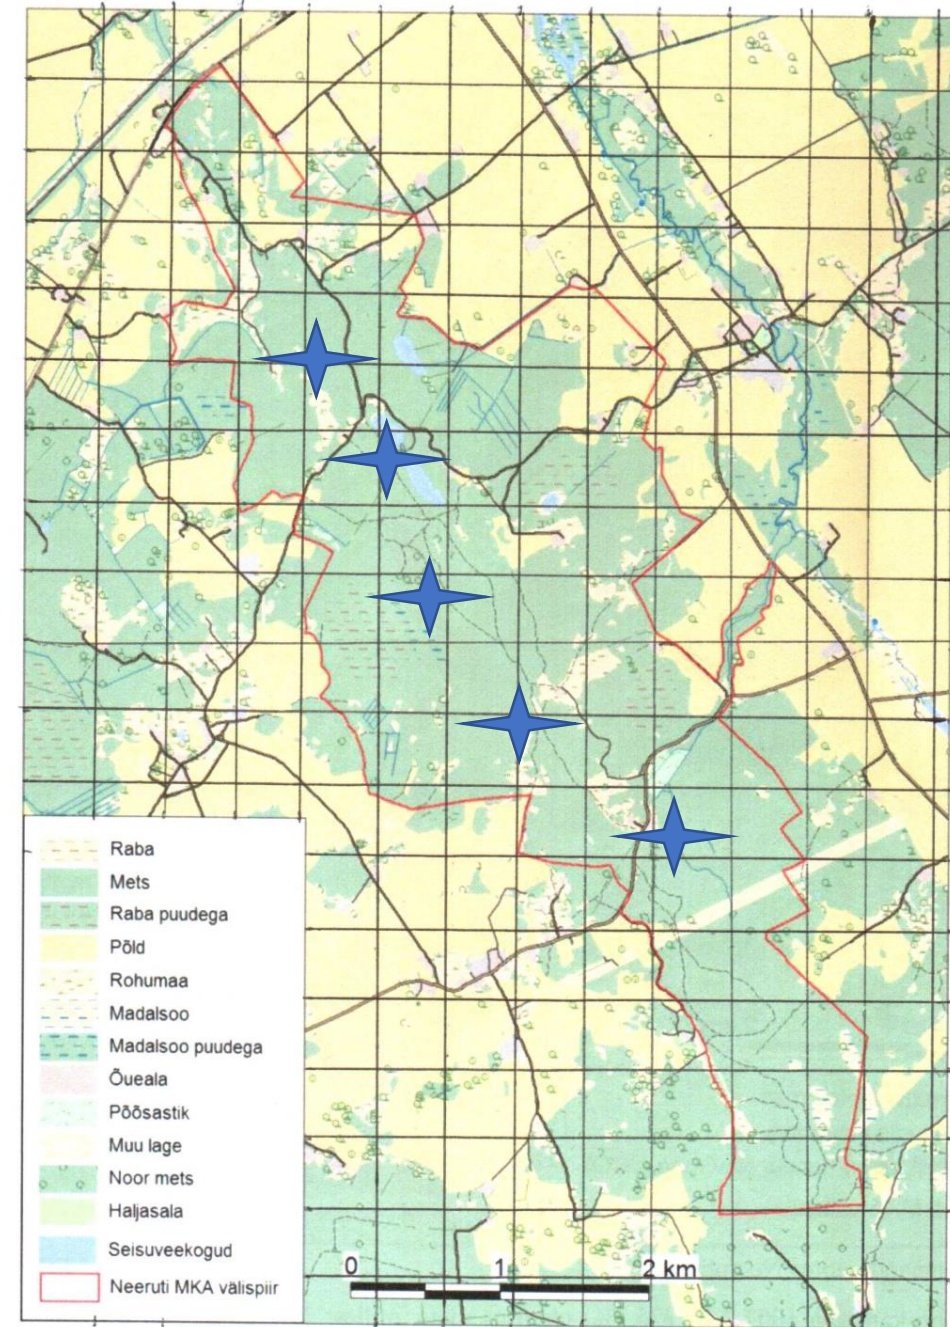 Raba
Mets
Raba puudega
Põld
Rohumaa
Madalsoo
Madalsoo puudega
Õueala
Põõsastik
Muu lage
Noor mets
Haljasala
Seisuveekogud
Neeruti MKA välispiir
0 1 2 km